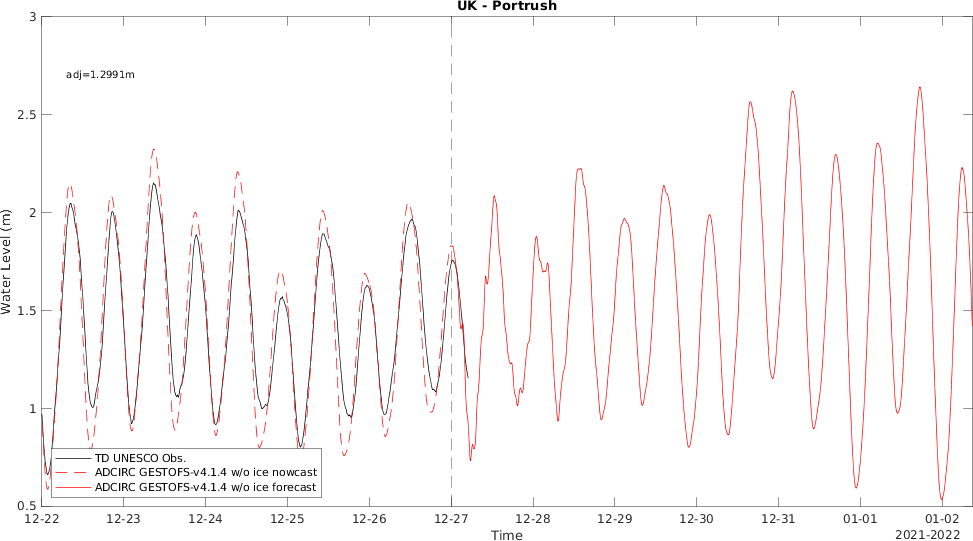 UK - Portrush
3
adj=1.2991m
2.5
2
Water Level (m)
1.5
1
TD UNESCO Obs.
ADCIRC GESTOFS-v4.1.4 w/o ice nowcast
ADCIRC GESTOFS-v4.1.4 w/o ice forecast
0.5
12-22 12-23 12-24 12-25 12-26 12-27 12-28 12-29 12-30 12-31 01-01 01-02
Time
2021-2022